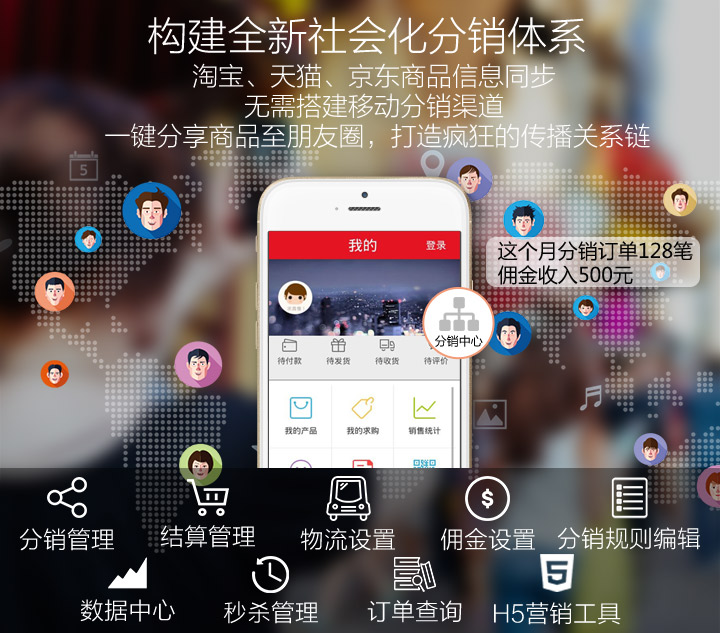 构建全新社会化分销体系
淘宝、天猫、京东商品信息同步
无需搭建移动分销渠道
一键分享商品至朋友圈，打造疯狂的传播关系链
5
我的 登录
这个月分销订单128笔
佣金收入500元
分销中心
待付款 待发货 待收货 待评价
我的产品 我的求购 销售统计
分销管理 结算管理 物流设置 佣金设置 分销规则编辑
数据中心 秒杀管理 订单查询 H5营销工具